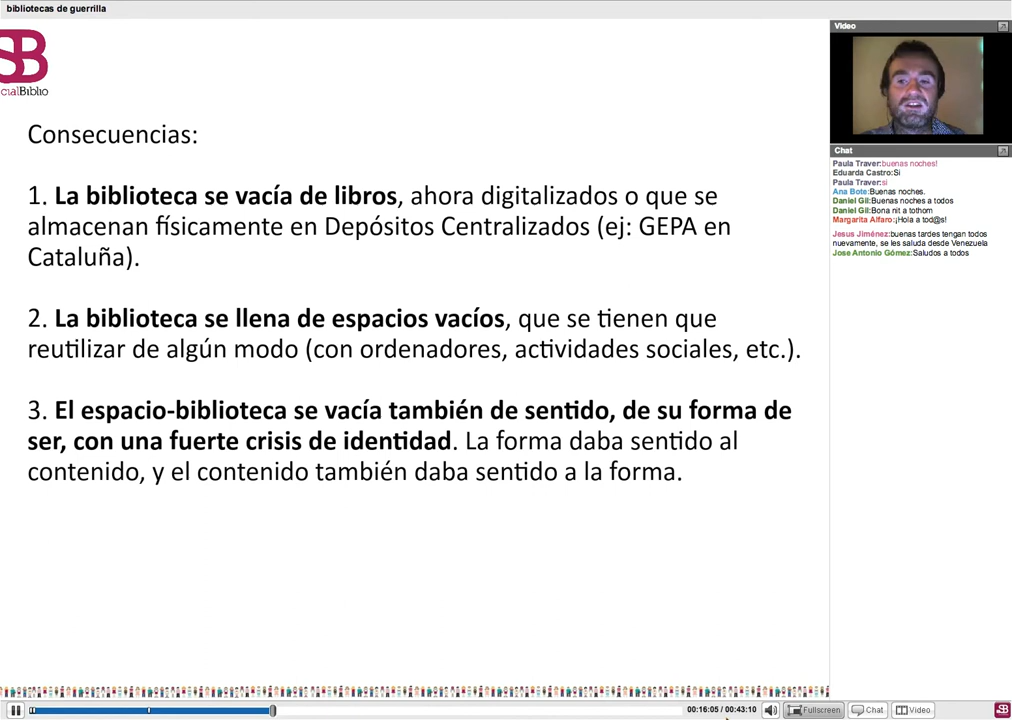 bibliotecas de guerrilla
SB
cialBiblio
Consecuencias:
1. La biblioteca se vacía de libros, ahora digitalizados o que se
almacenan físicamente en Depósitos Centralizados (ej: GEPA en
Cataluña).
2. La biblioteca se llena de espacios vacíos, que se tienen que
reutilizar de algún modo (con ordenadores, actividades sociales, etc.).
3. El espacio-biblioteca se vacía también de sentido, de su forma de
ser, con una fuerte crisis de identidad. La forma daba sentido al
contenido, y el contenido también daba sentido a la forma.
Video
Chat
Paula Traver:buenas noches!
Eduarda Castro:Si
Paula Traver:si
Ana Bote:Buenas noches.
Daniel Gil:Buenas noches a todos
Daniel Gil:Bona nit a tothom
Margarita Alfaro:¡Hola a tod@s!
Jesus Jiménez:buenas tardes tengan todos
nuevamente, se les saluda desde Venezuela
Jose Antonio Gómez:Saludos a todos
00:16:05 / 00:43:10
Fullscreen
Chat
Video
SB